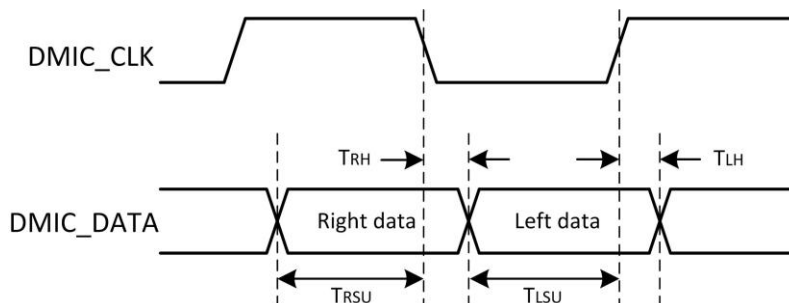 DMIC_CLK
TRH
TLH
DMIC_DATA
Right data
Left data
TRSU
TLSU